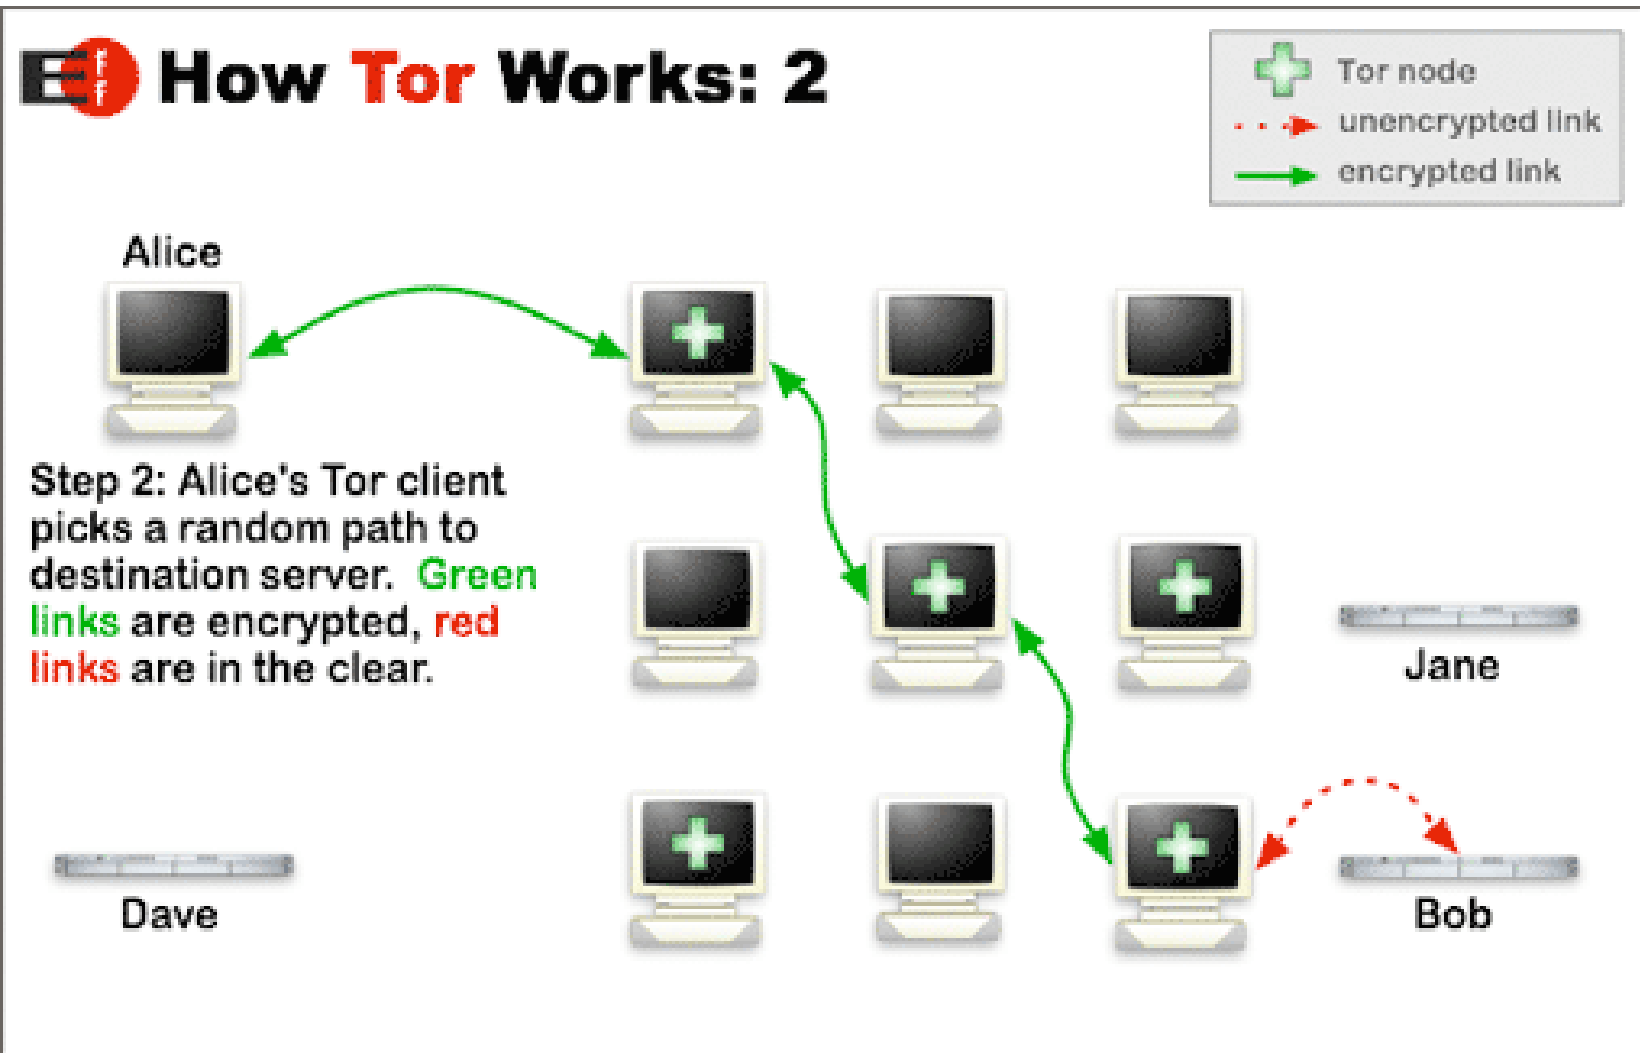 EFF How Tor Works: 2
Tor node
unencrypted link
encrypted link
Alice
Step 2: Alice's Tor client
picks a random path to
destination server.  Green
links are encrypted, red
links are in the clear.
Jane
Dave
Bob